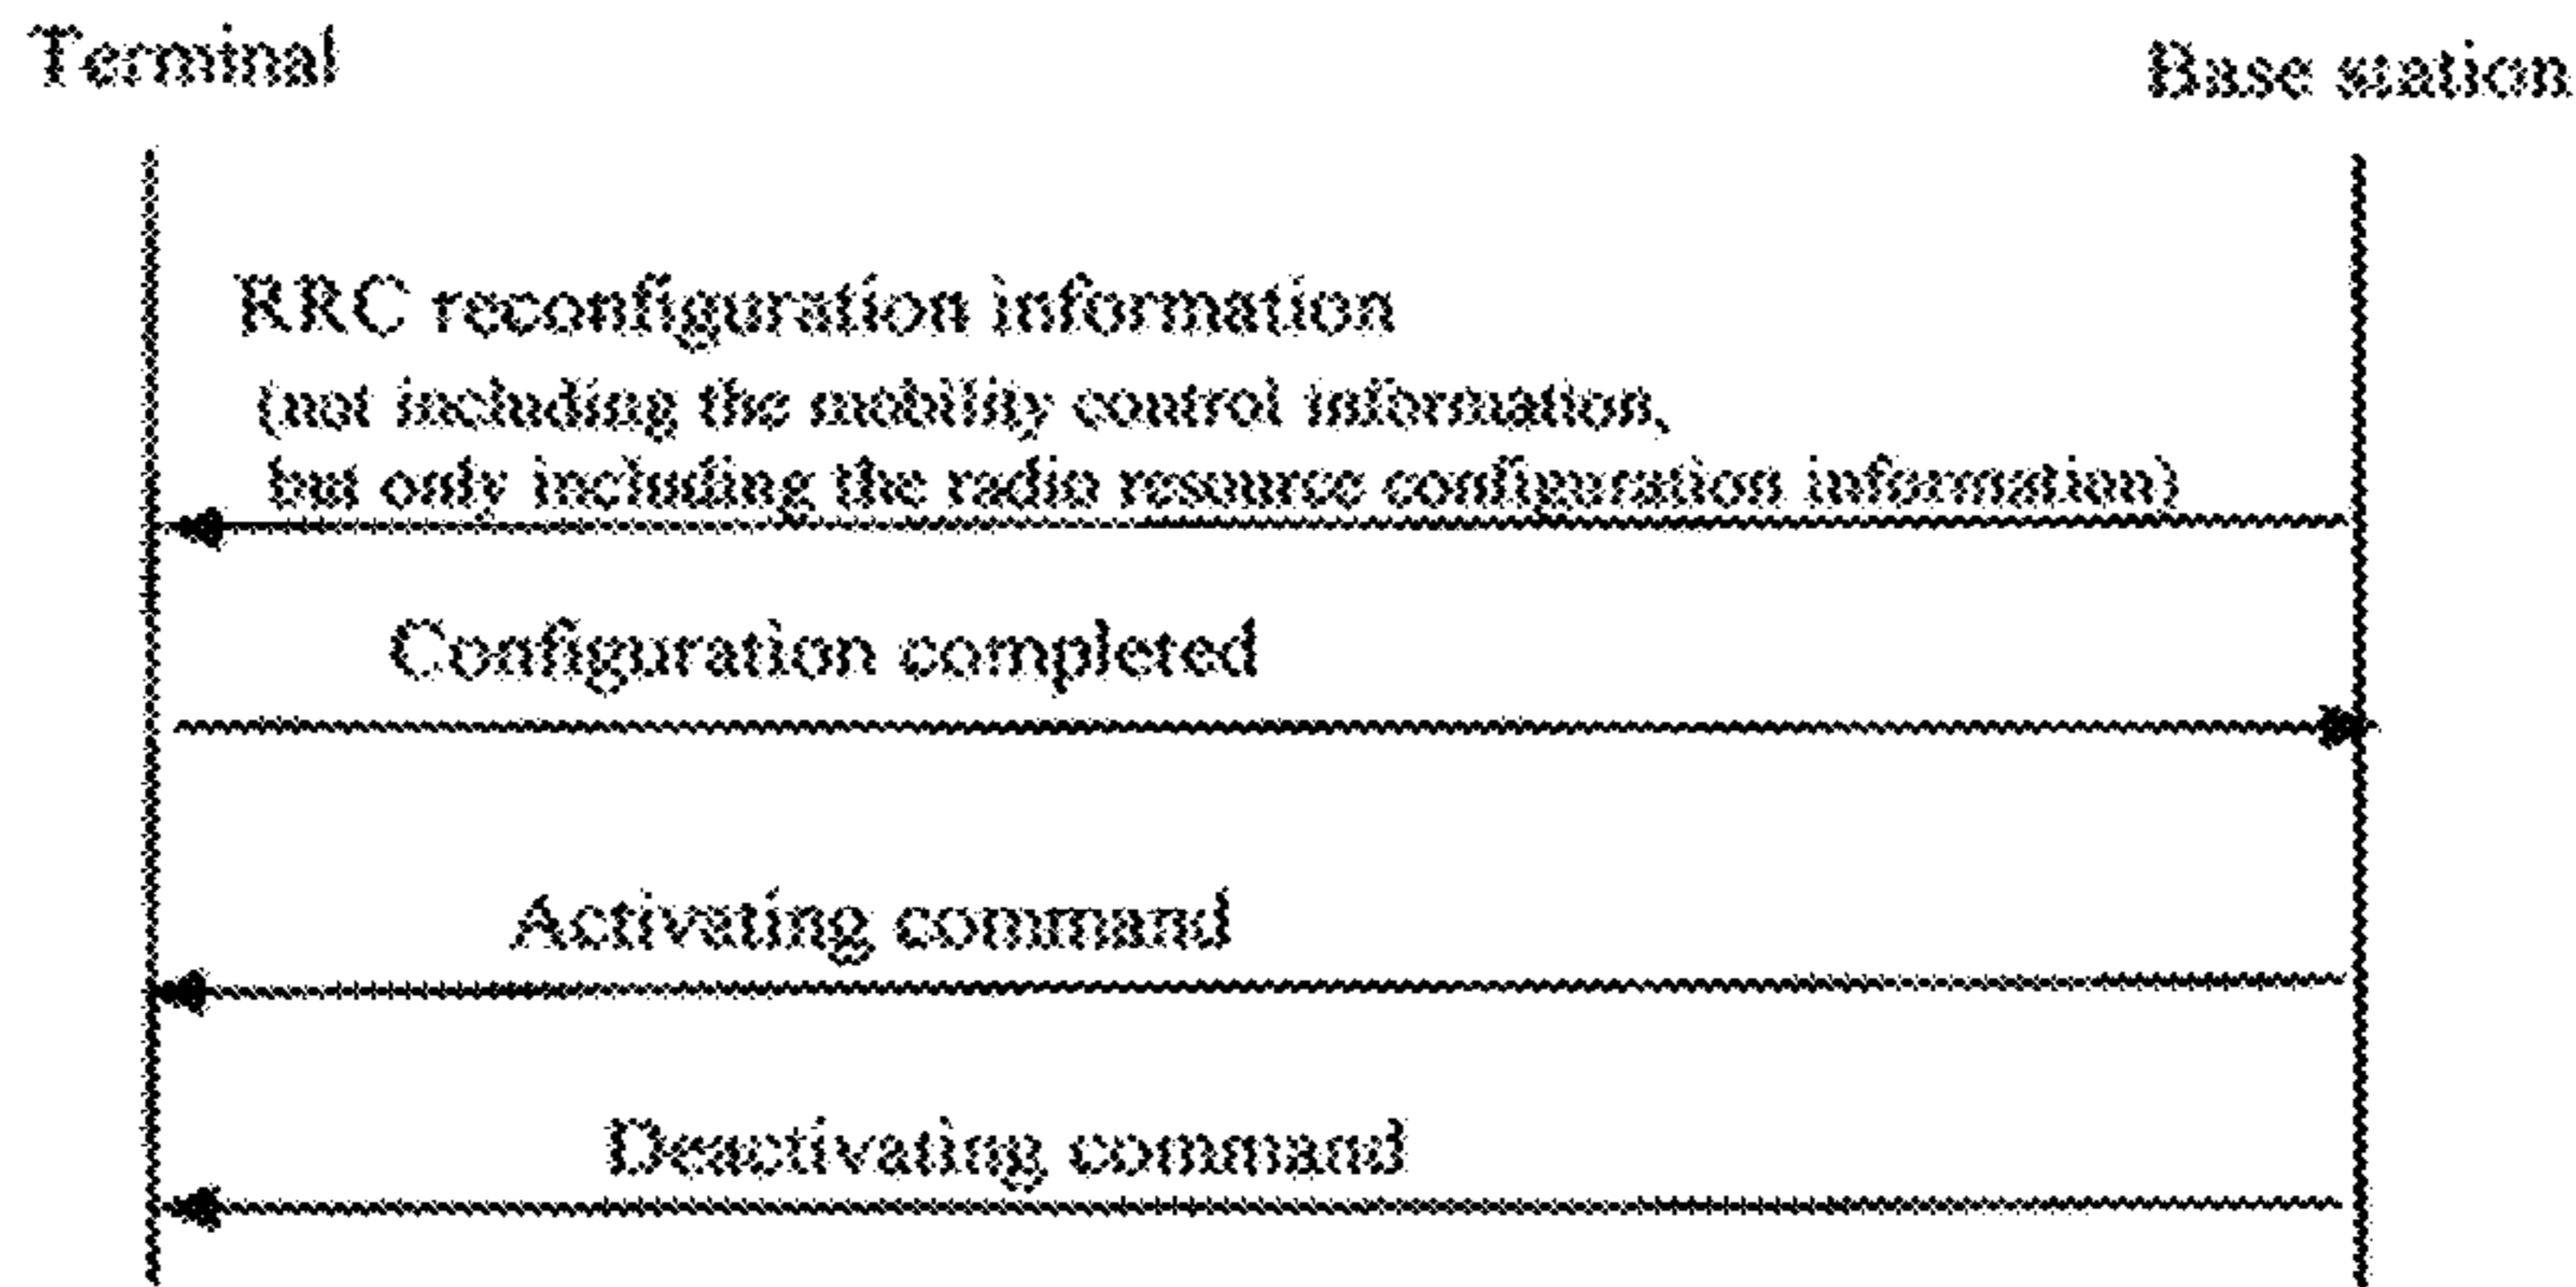 Terminal
Base station
RRC reconfiguration information
(not including the mobility control information,
but only including the radio resource configuration information)
Configuration completed
Activating command
Deactivating command